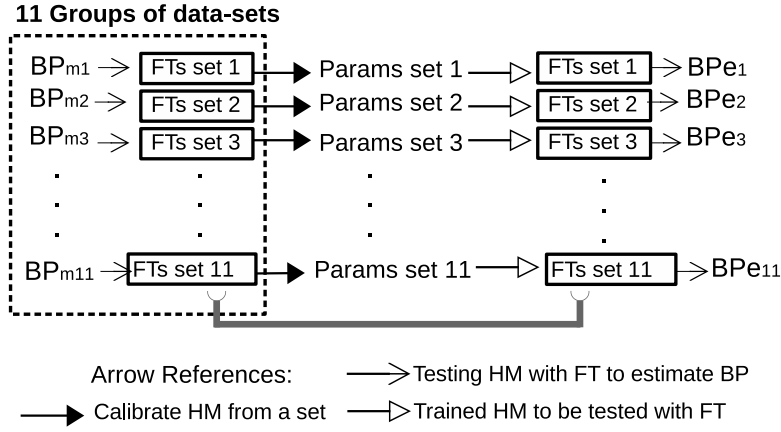 11 Groups of data-sets
BPm1 FTs set 1 Params set 1 FTs set 1 BPe1
BPm2 FTs set 2 Params set 2 FTs set 2 BPe2
BPm3 FTs set 3 Params set 3 FTs set 3 BPe3
BPm11 FTs set 11 Params set 11 FTs set 11 BPe11
Arrow References: Testing HM with FT to estimate BP
Calibrate HM from a set Trained HM to be tested with FT